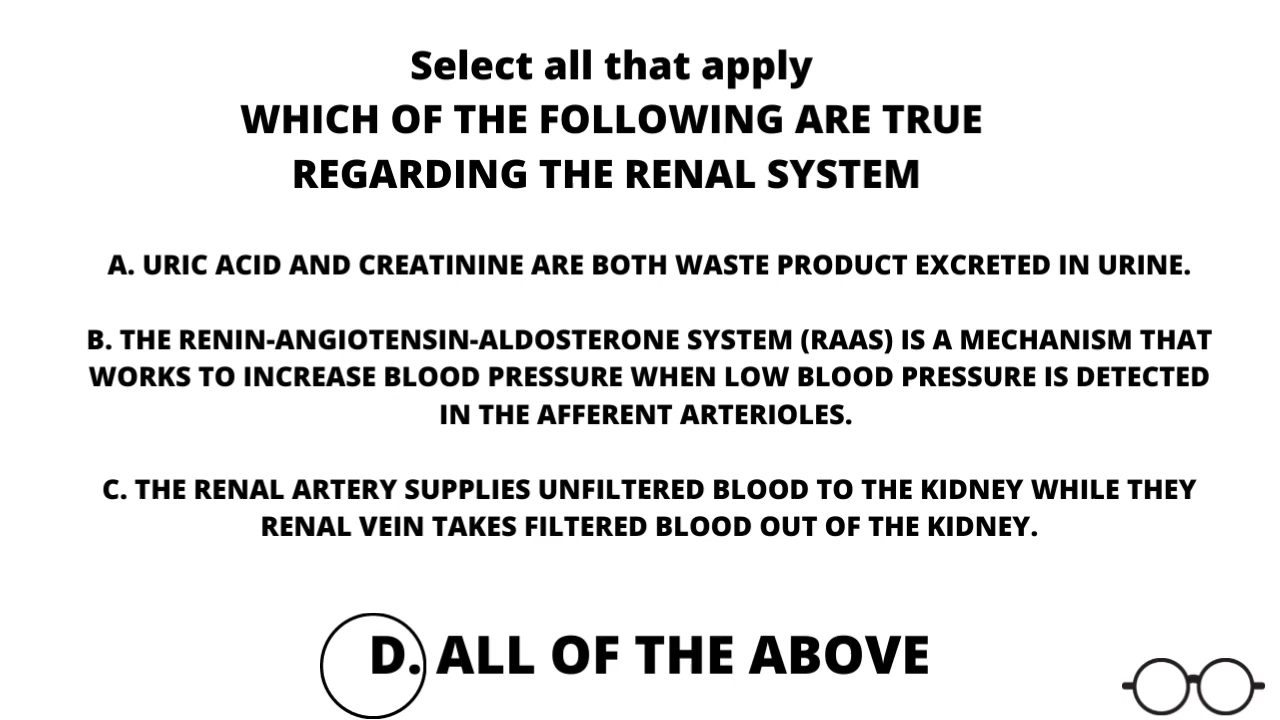 Select all that apply
WHICH OF THE FOLLOWING ARE TRUE
REGARDING THE RENAL SYSTEM
A. URIC ACID AND CREATININE ARE BOTH WASTE PRODUCT EXCRETED IN URINE.
B. THE RENIN-ANGIOTENSIN-ALDOSTERONE SYSTEM (RAAS) IS A MECHANISM THAT
WORKS TO INCREASE BLOOD PRESSURE WHEN LOW BLOOD PRESSURE IS DETECTED
IN THE AFFERENT ARTERIOLES.
C. THE RENAL ARTERY SUPPLIES UNFILTERED BLOOD TO THE KIDNEY WHILE THEY
RENAL VEIN TAKES FILTERED BLOOD OUT OF THE KIDNEY.
D. ALL OF THE ABOVE